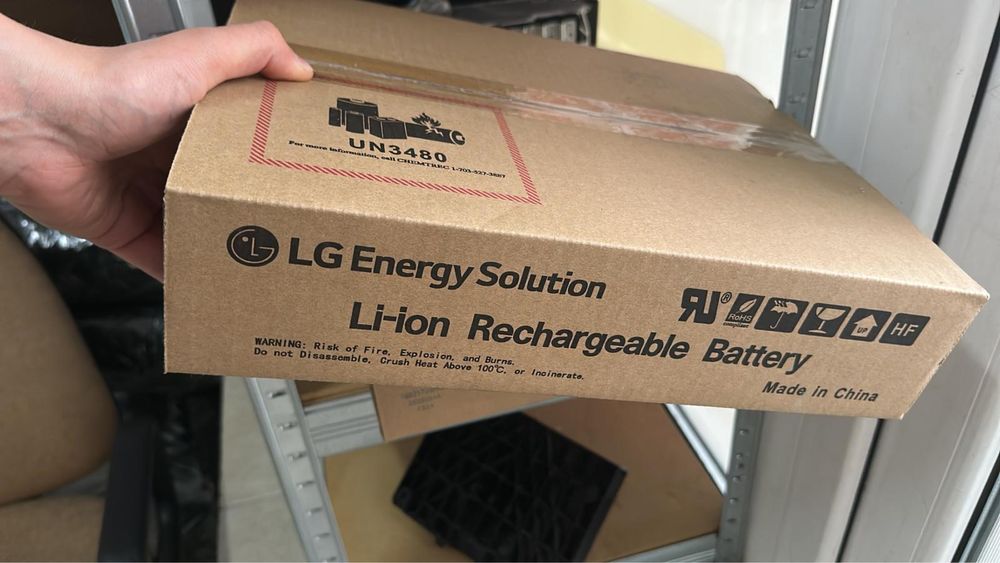 UN3480
For more information, call CHEMTREC 1-703-527-3887
LG Energy Solution
RU®
RoHS
compliant
UP
HF
Li-ion Rechargeable Battery
WARNING: Risk of Fire, Explosion, and Burns.
Do not Disassemble, Crush Heat Above 100℃, or Incinerate.
Made in China